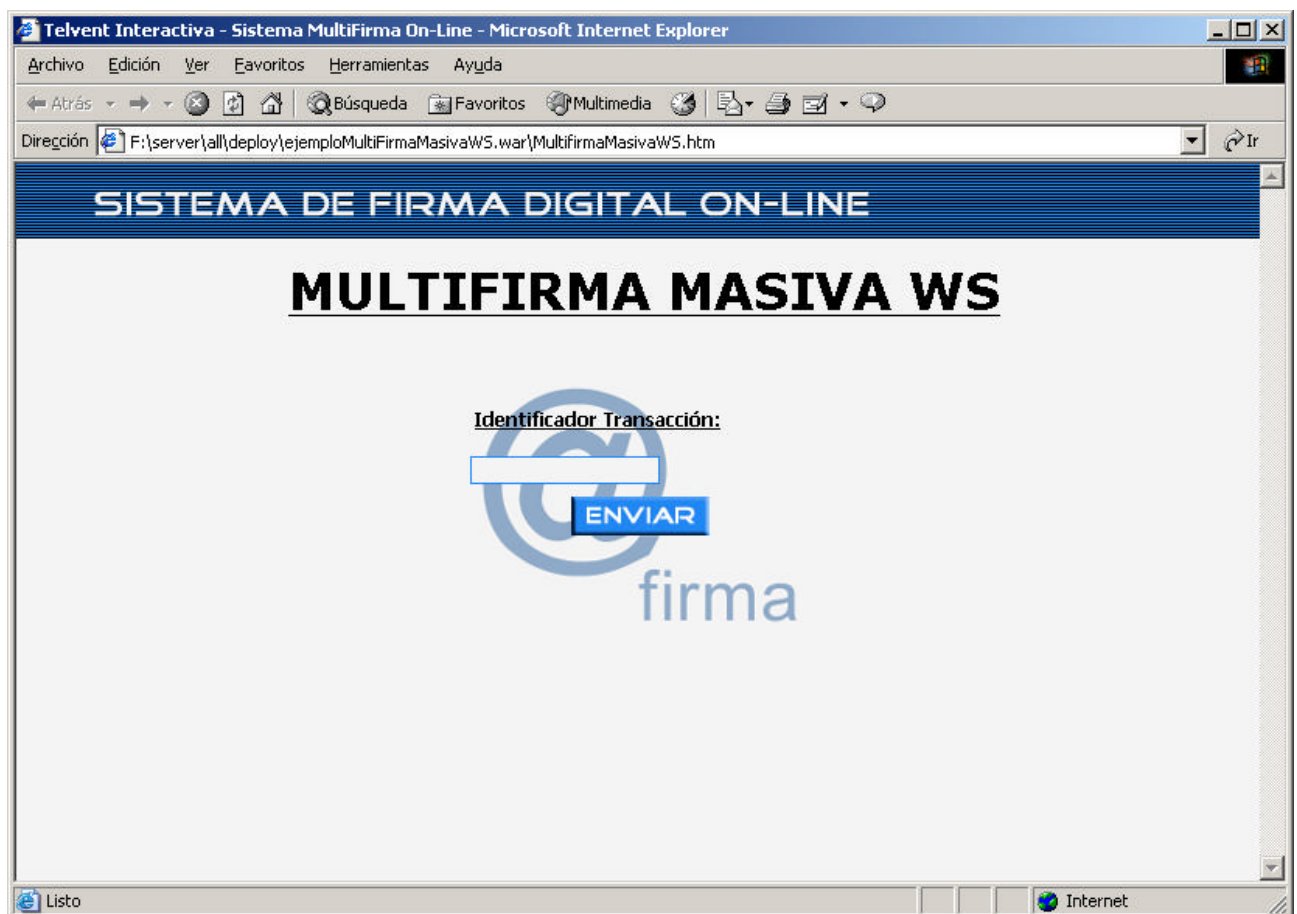 Telvent Interactiva - Sistema MultiFirma On-Line - Microsoft Internet Explorer
Archivo Edición Ver Favoritos Herramientas Ayuda
Atrás Búsqueda Favoritos Multimedia
Dirección F:\server\all\deploy\ejemploMultiFirmaMasivaWS.war\MultifirmaMasivaWS.htm Ir
SISTEMA DE FIRMA DIGITAL ON-LINE
MULTIFIRMA MASIVA WS
Identificador Transacción:
@
ENVIAR
firma
Listo Internet